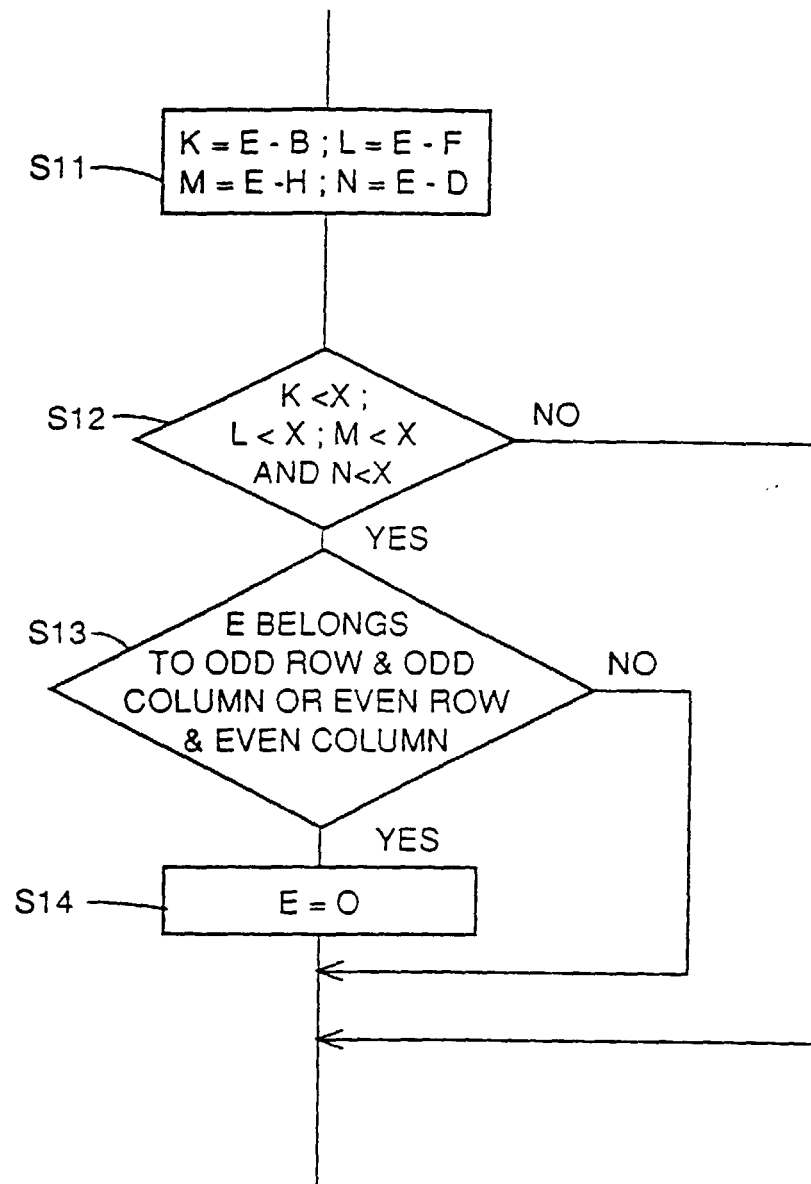 S11
K = E - B ; L = E - F
M = E -H ; N = E - D
S12
K <X ;
L < X ; M < X
AND N<X
NO
YES
S13
E BELONGS
TO ODD ROW & ODD
COLUMN OR EVEN ROW
& EVEN COLUMN
NO
YES
S14
E = O